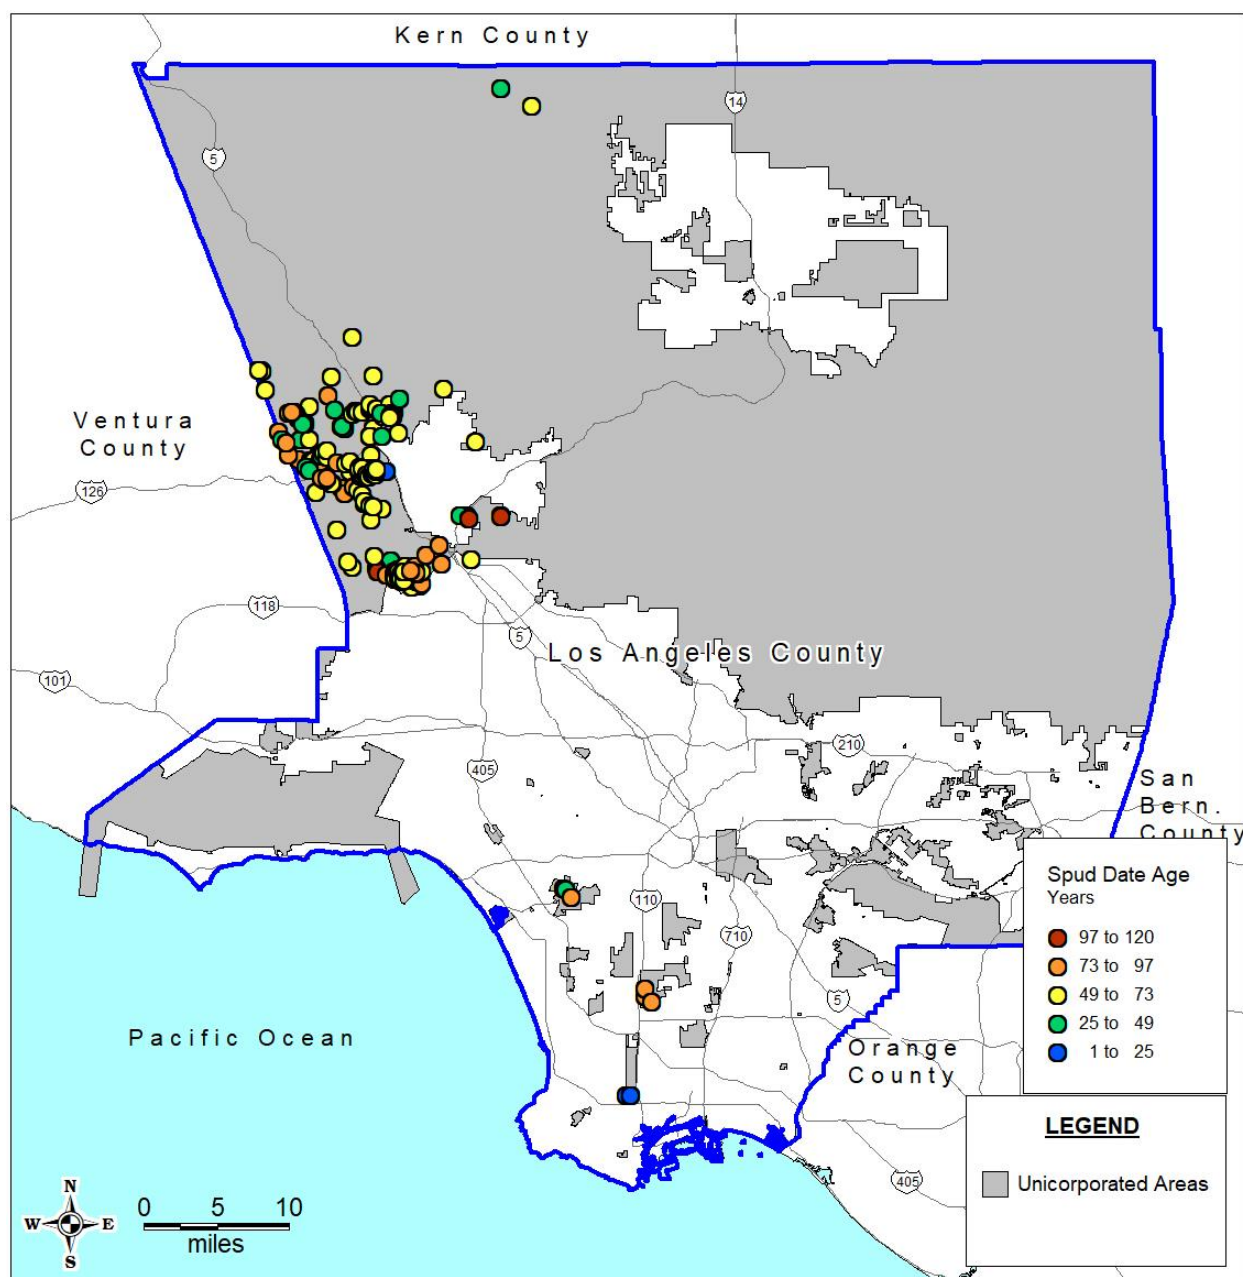 Kern County
14
5
Ventura
County
126
118
5
Los Angeles County
101
210
405
San
Bern.
County
Spud Date Age
Years
97 to 120
73 to 97
49 to 73
25 to 49
1 to 25
110
710
5
Pacific Ocean
Orange
County
LEGEND
Unicorporated Areas
405
N
W E
S
0 5 10
miles